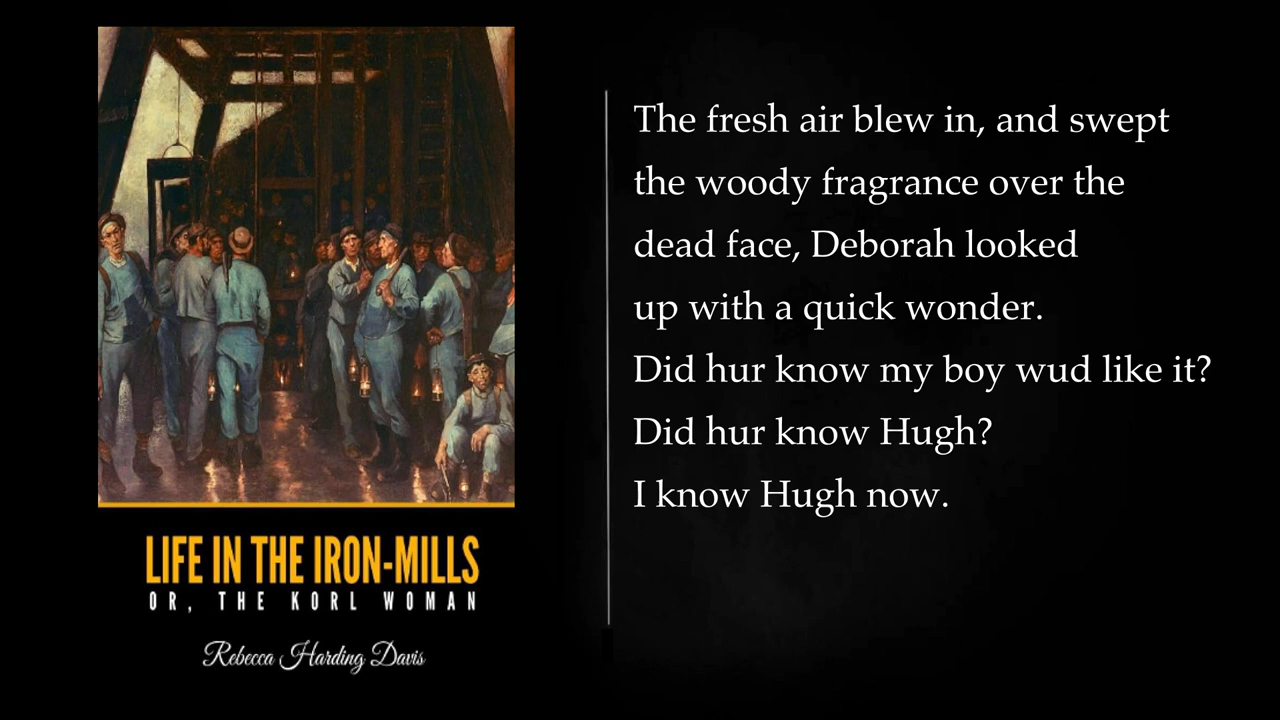 LIFE IN THE IRON-MILLS
OR, THE KORL WOMAN
Rebecca Harding Davis
The fresh air blew in, and swept
the woody fragrance over the
dead face, Deborah looked
up with a quick wonder.
Did hur know my boy wud like it?
Did hur know Hugh?
I know Hugh now.